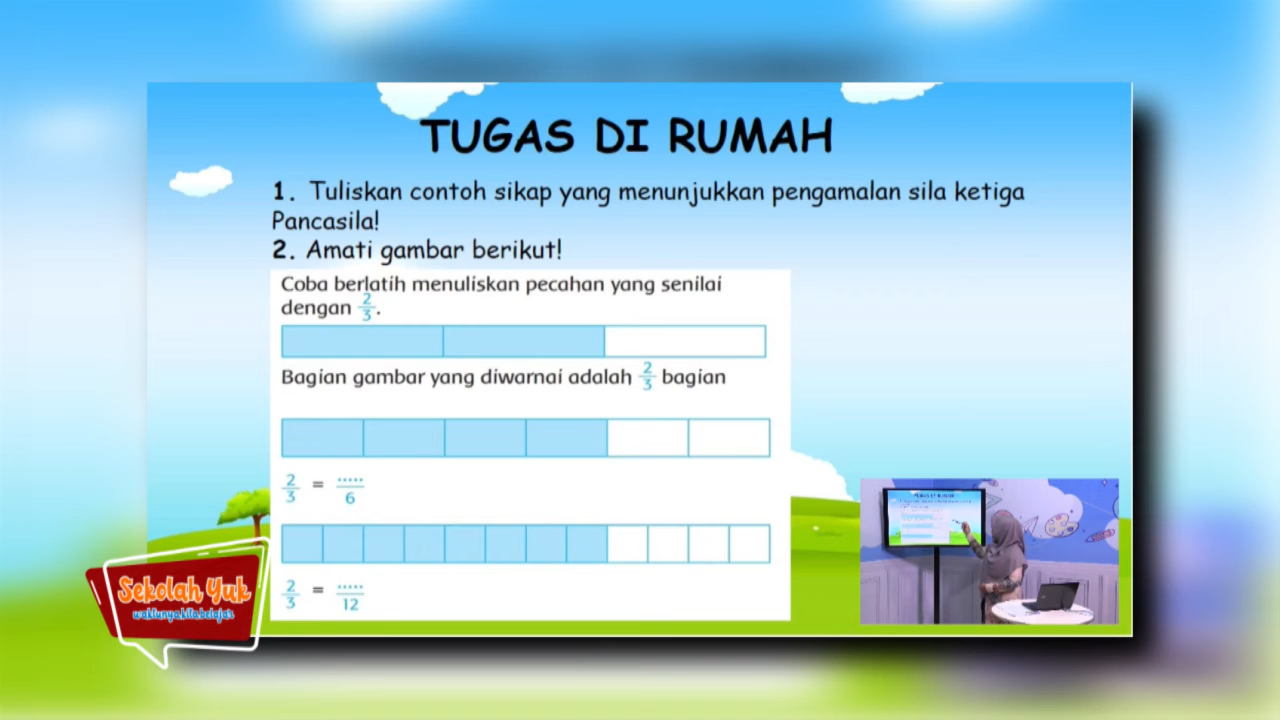 TUGAS DI RUMAH
1. Tuliskan contoh sikap yang menunjukkan pengamalan sila ketiga
Pancasila!
2. Amati gambar berikut!
Coba berlatih menuliskan pecahan yang senilai
dengan 2/3.
Bagian gambar yang diwarnai adalah 2/3 bagian
2/3 = ...../6
2/3 = ...../12
Sekolah Yuk
waktunya.kita.belajar